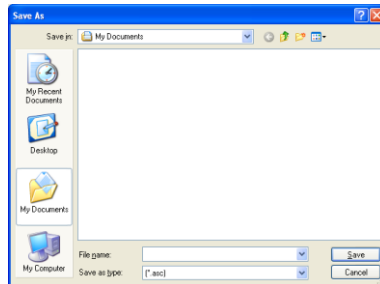 Save As
Save in: My Documents
My Recent
Documents
Desktop
My Documents
My Computer
File name:
Save
Save as type: (*.asc)
Cancel